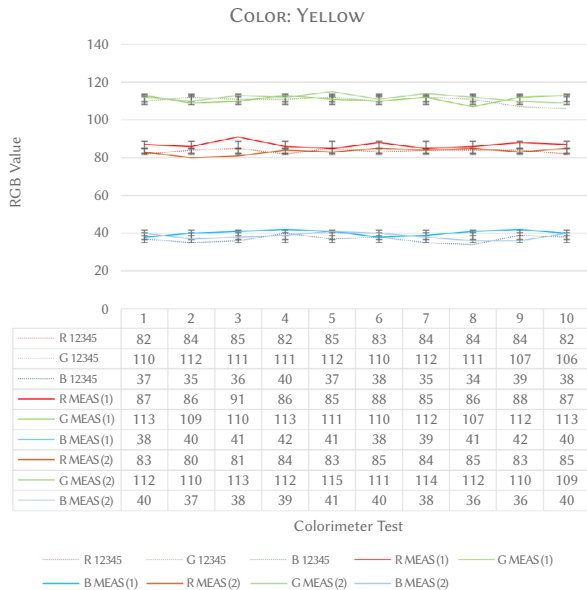 COLOR: YELLOW
140
120
100
80
60
40
20
0
RGB Value
1 2 3 4 5 6 7 8 9 10
R 12345 82 84 85 82 85 83 84 84 84 82
G 12345 110 112 111 111 112 110 112 111 107 106
B 12345 37 35 36 40 37 38 35 34 39 38
R MEAS (1) 87 86 91 86 85 88 85 86 88 87
G MEAS (1) 113 109 110 113 111 110 112 107 112 113
B MEAS (1) 38 40 41 42 41 38 39 41 42 40
R MEAS (2) 83 80 81 84 83 85 84 85 83 85
G MEAS (2) 112 110 113 112 115 111 114 112 110 109
B MEAS (2) 40 37 38 39 41 40 38 36 36 40
Colorimeter Test
R 12345 G 12345 B 12345 R MEAS (1) G MEAS (1)
B MEAS (1) R MEAS (2) G MEAS (2) B MEAS (2)